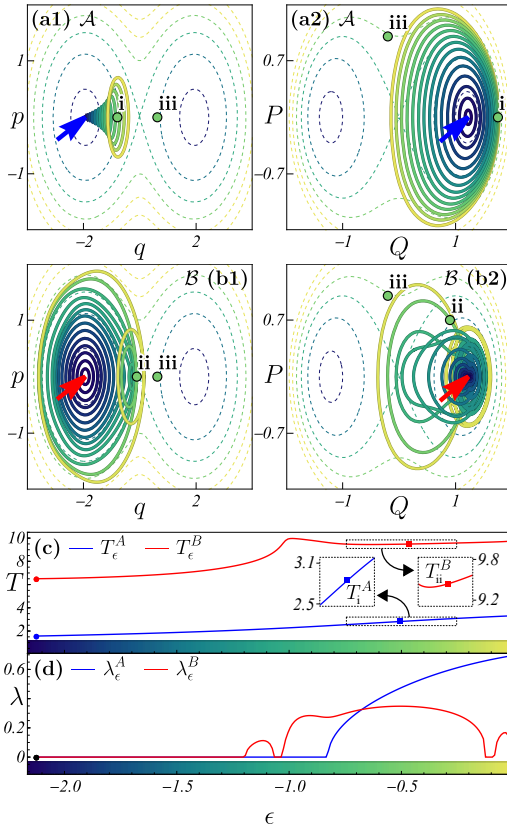 (a1) 𝒜
(a2) 𝒜
iii
1
p
−1
i
iii
−2
q
2
0.7
P
−0.7
i
−1
Q
1.2
ℬ (b1)
1
p
−1
ii
iii
−2
q
2
ℬ (b2)
iii
ii
0.7
P
−0.7
−1
Q
1.2
(c) — T_ϵ^A — T_ϵ^B
10
8
T
4
2
3.1
2.5
T_i^A
T_ii^B
9.8
9.2
(d) — λ_ϵ^A — λ_ϵ^B
0.6
λ
0.2
0
−2.0 −1.5 −1.0 −0.5
ϵ